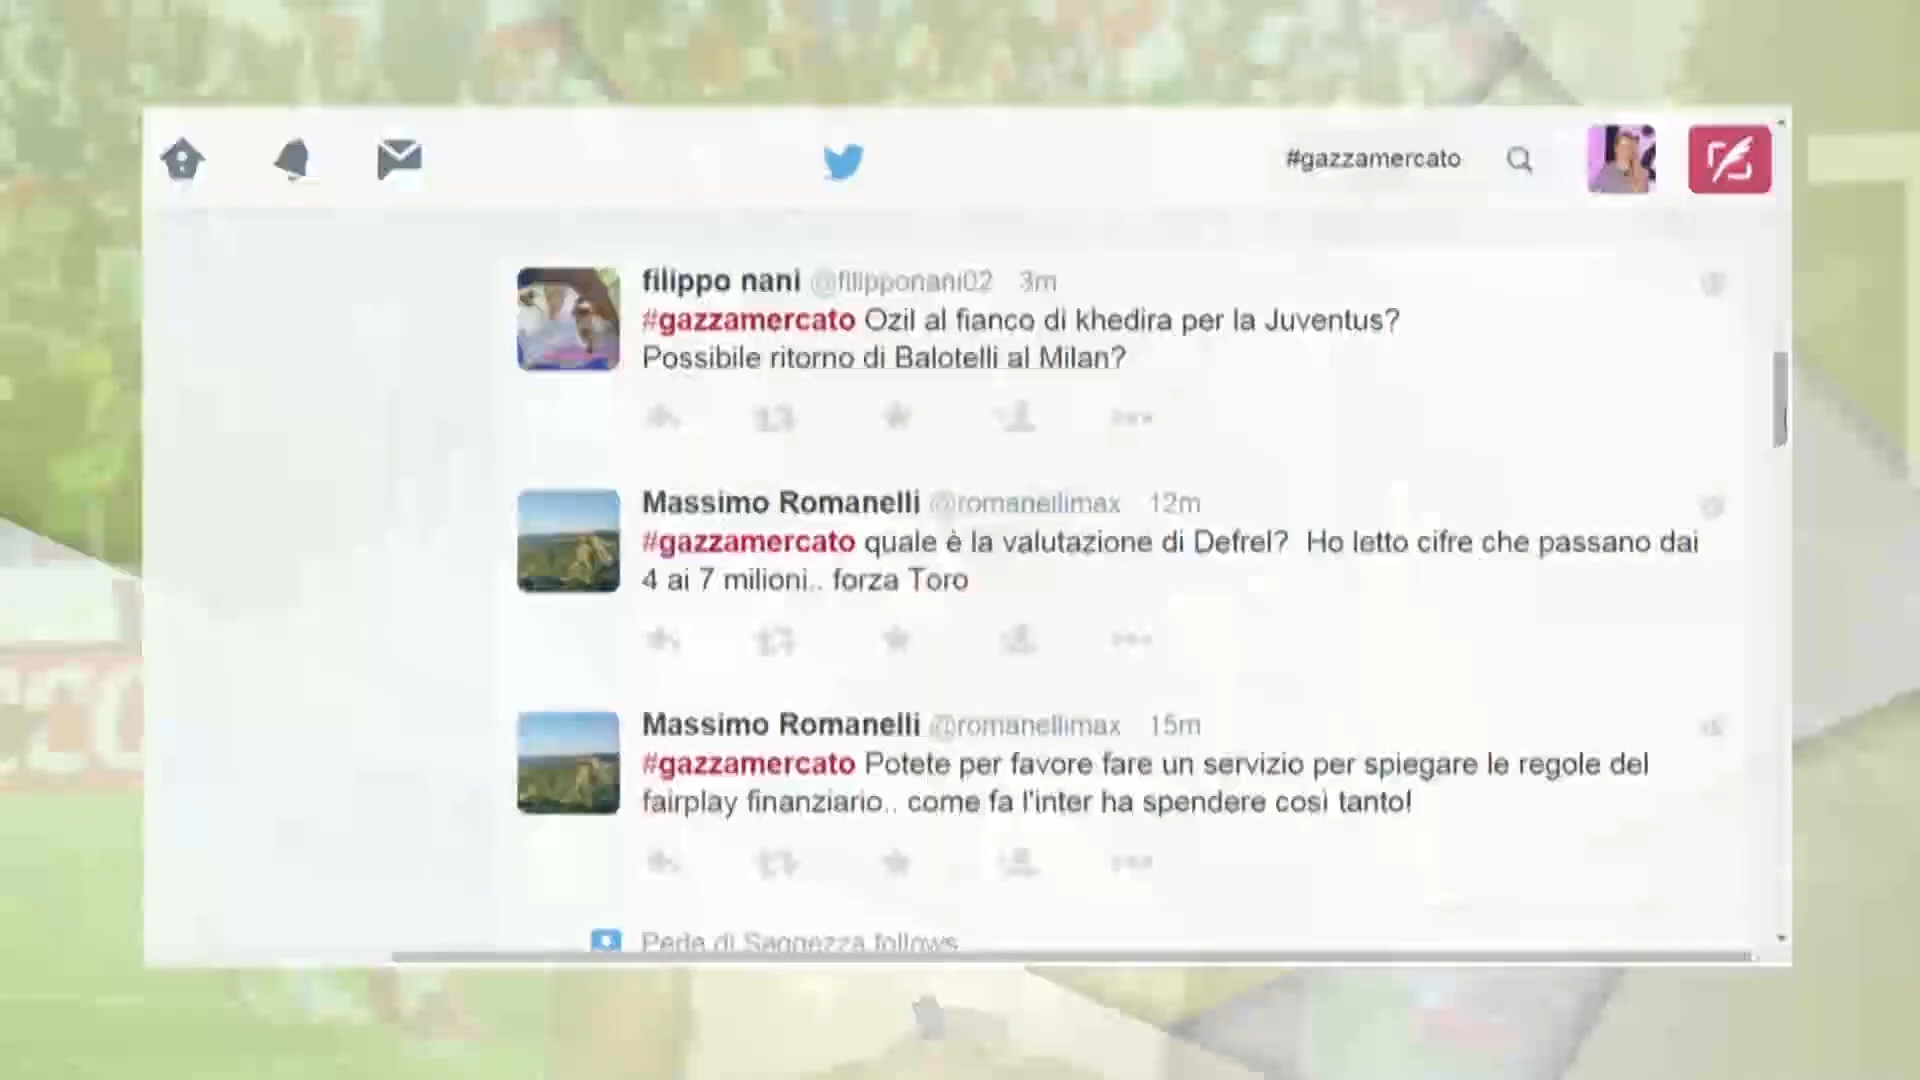 #gazzamercato
filippo nani @filipponani02 3m
#gazzamercato Ozil al fianco di khedira per la Juventus?
Possibile ritorno di Balotelli al Milan?
Massimo Romanelli @romanellimax 12m
#gazzamercato quale è la valutazione di Defrel? Ho letto cifre che passano dai
4 ai 7 milioni.. forza Toro
Massimo Romanelli @romanellimax 15m
#gazzamercato Potete per favore fare un servizio per spiegare le regole del
fairplay finanziario.. come fa l'inter ha spendere così tanto!
Perle di Saggezza follows